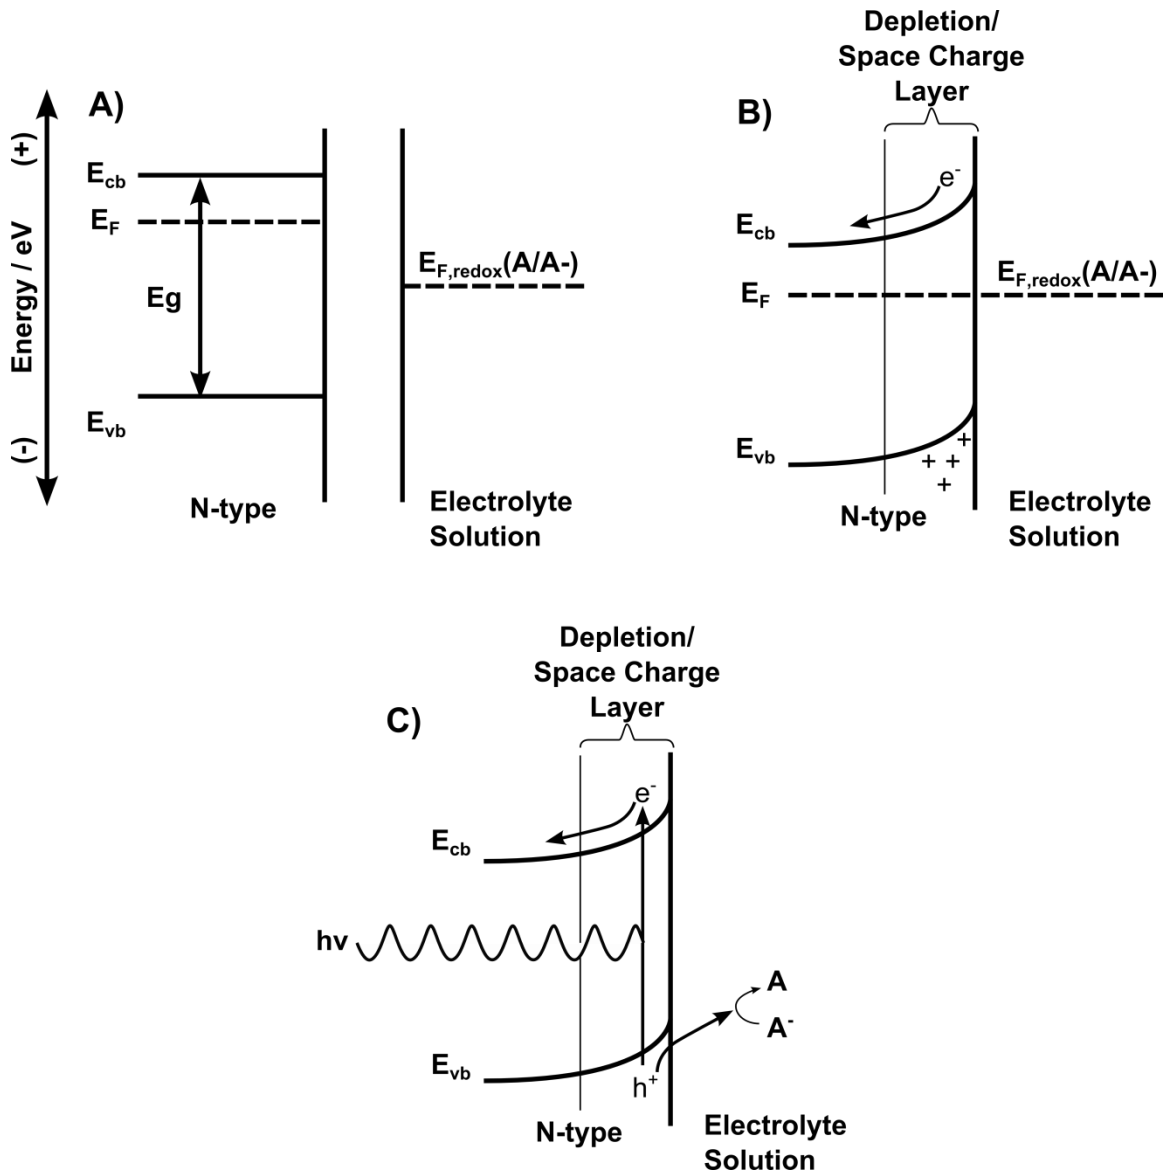 A)
(+)
Energy / eV
(-)
Ecb
EF
Eg
Evb
EF,redox(A/A-)
N-type
Electrolyte
Solution
B)
Depletion/
Space Charge
Layer
e-
Ecb
EF
EF,redox(A/A-)
Evb
+
+ +
+
N-type
Electrolyte
Solution
C)
Depletion/
Space Charge
Layer
e-
Ecb
hv
A
A-
Evb
h+
N-type
Electrolyte
Solution